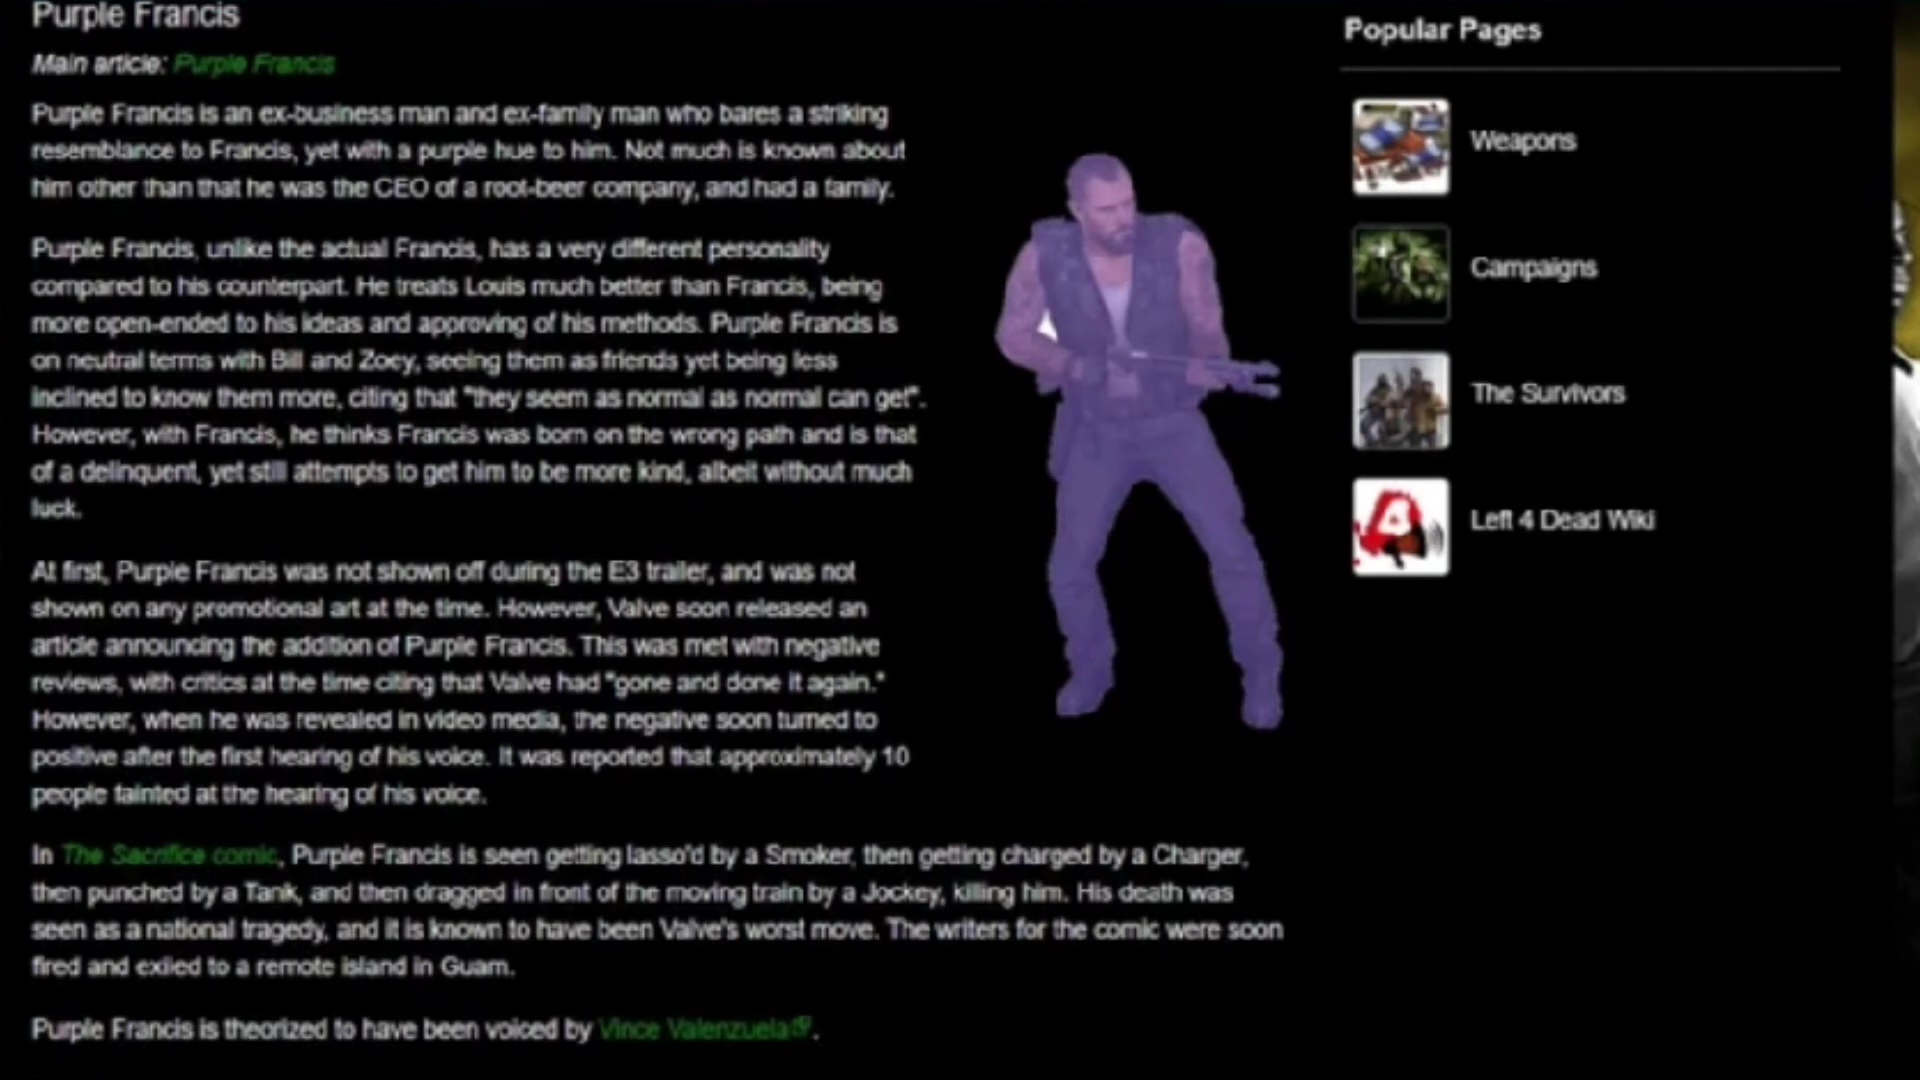 Purple Francis
Main article: Purple Francis
Purple Francis is an ex-business man and ex-family man who bares a striking
resemblance to Francis, yet with a purple hue to him. Not much is known about
him other than that he was the CEO of a root-beer company, and had a family.
Purple Francis, unlike the actual Francis, has a very different personality
compared to his counterpart. He treats Louis much better than Francis, being
more open-ended to his ideas and approving of his methods. Purple Francis is
on neutral terms with Bill and Zoey, seeing them as friends yet being less
inclined to know them more, citing that "they seem as normal as normal can get".
However, with Francis, he thinks Francis was born on the wrong path and is that
of a delinquent, yet still attempts to get him to be more kind, albeit without much
luck.
At first, Purple Francis was not shown off during the E3 trailer, and was not
shown on any promotional art at the time. However, Valve soon released an
article announcing the addition of Purple Francis. This was met with negative
reviews, with critics at the time citing that Valve had "gone and done it again."
However, when he was revealed in video media, the negative soon turned to
positive after the first hearing of his voice. It was reported that approximately 10
people fainted at the hearing of his voice.
In The Sacrifice comic, Purple Francis is seen getting lasso'd by a Smoker, then getting charged by a Charger,
then punched by a Tank, and then dragged in front of the moving train by a Jockey, killing him. His death was
seen as a national tragedy, and it is known to have been Valve's worst move. The writers for the comic were soon
fired and exiled to a remote island in Guam.
Purple Francis is theorized to have been voiced by Vince Valenzuela.
Popular Pages
Weapons
Campaigns
The Survivors
Left 4 Dead Wiki